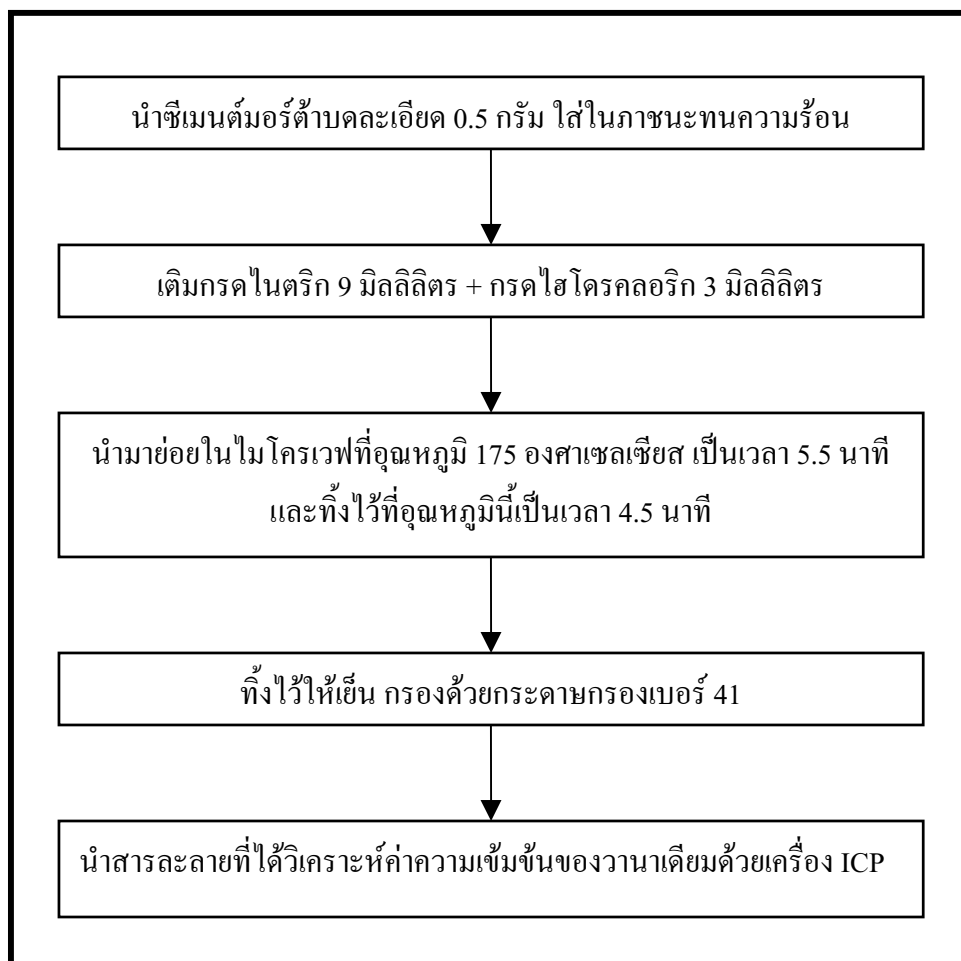 นำซีเมนต์มอร์ต้าบดละเอียด 0.5 กรัม ใส่ในภาชนะทนความร้อน
เติมกรดไนตริก 9 มิลลิลิตร + กรดไฮโดรคลอริก 3 มิลลิลิตร
นำมาย่อยในไมโครเวฟที่อุณหภูมิ 175 องศาเซลเซียส เป็นเวลา 5.5 นาที
และทิ้งไว้ที่อุณหภูมินี้เป็นเวลา 4.5 นาที
ทิ้งไว้ให้เย็น กรองด้วยกระดาษกรองเบอร์ 41
นำสารละลายที่ได้วิเคราะห์ค่าความเข้มข้นของวานาเดียมด้วยเครื่อง ICP